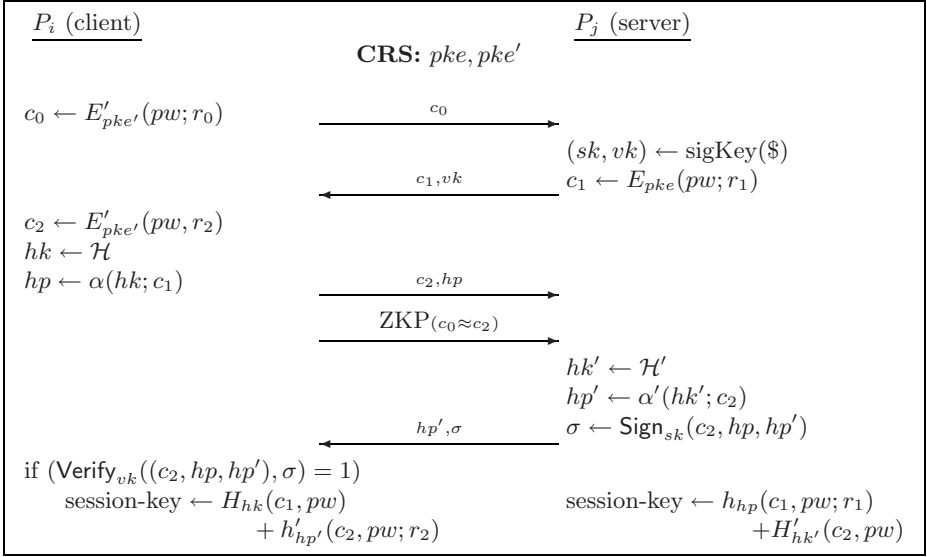 P_i (client) P_j (server)
CRS: pke, pke′
c_0 ← E′_{pke′}(pw; r_0) c_0
(sk, vk) ← sigKey($)
c_1, vk c_1 ← E_{pke}(pw; r_1)
c_2 ← E′_{pke′}(pw, r_2)
hk ← ℋ
hp ← α(hk; c_1) c_2, hp
ZKP(c_0≈c_2)
hk′ ← ℋ′
hp′ ← α′(hk′; c_2)
hp′, σ σ ← Sign_{sk}(c_2, hp, hp′)
if (Verify_{vk}((c_2, hp, hp′), σ) = 1)
session-key ← H_{hk}(c_1, pw) session-key ← h_{hp}(c_1, pw; r_1)
+ h′_{hp′}(c_2, pw; r_2) +H′_{hk′}(c_2, pw)